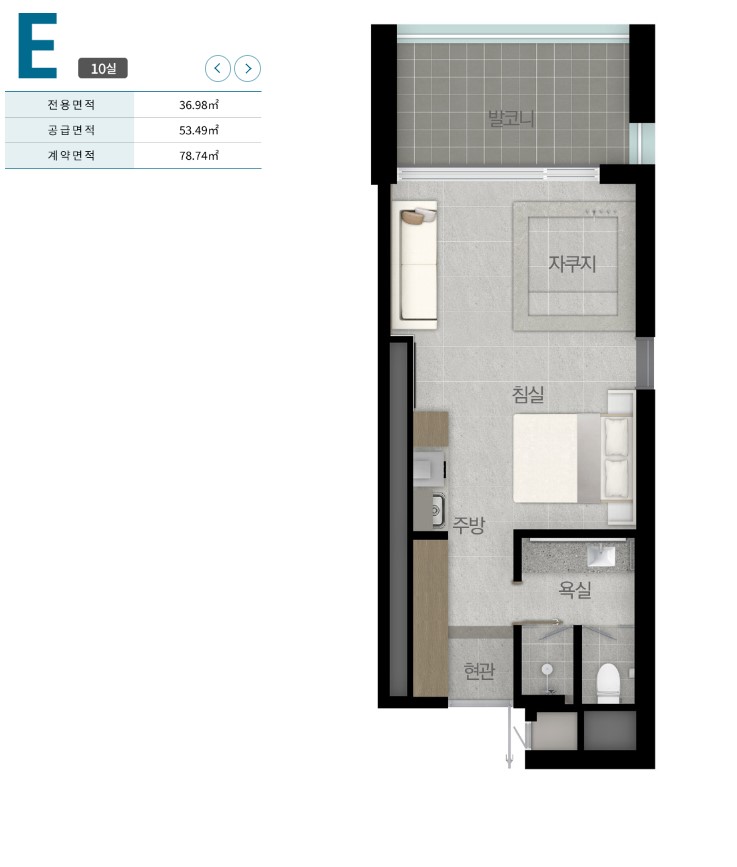 E 10실
전용면적 36.98㎡
공급면적 53.49㎡
계약면적 78.74㎡
발코니
자쿠지
침실
주방
욕실
현관